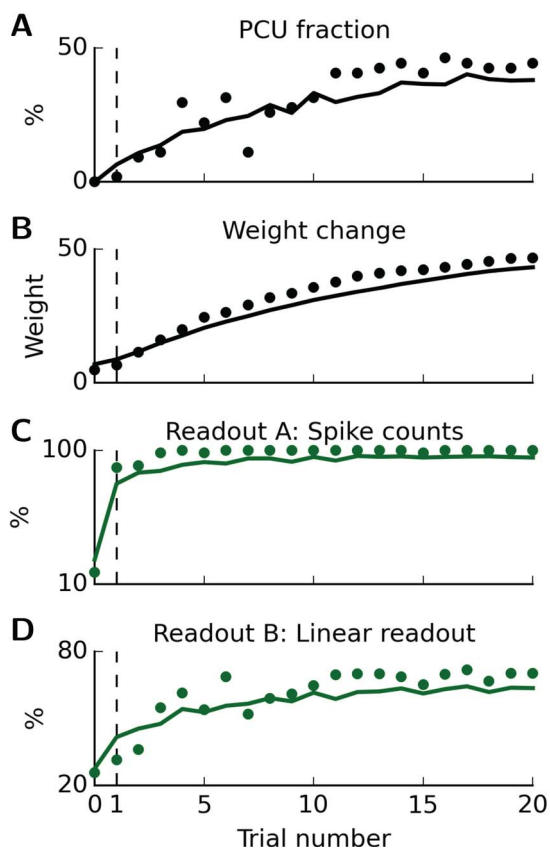 A
PCU fraction
50
%
0
B
Weight change
50
Weight
0
C
Readout A: Spike counts
100
%
10
D
Readout B: Linear readout
80
%
20
0 1 5 10 15 20
Trial number